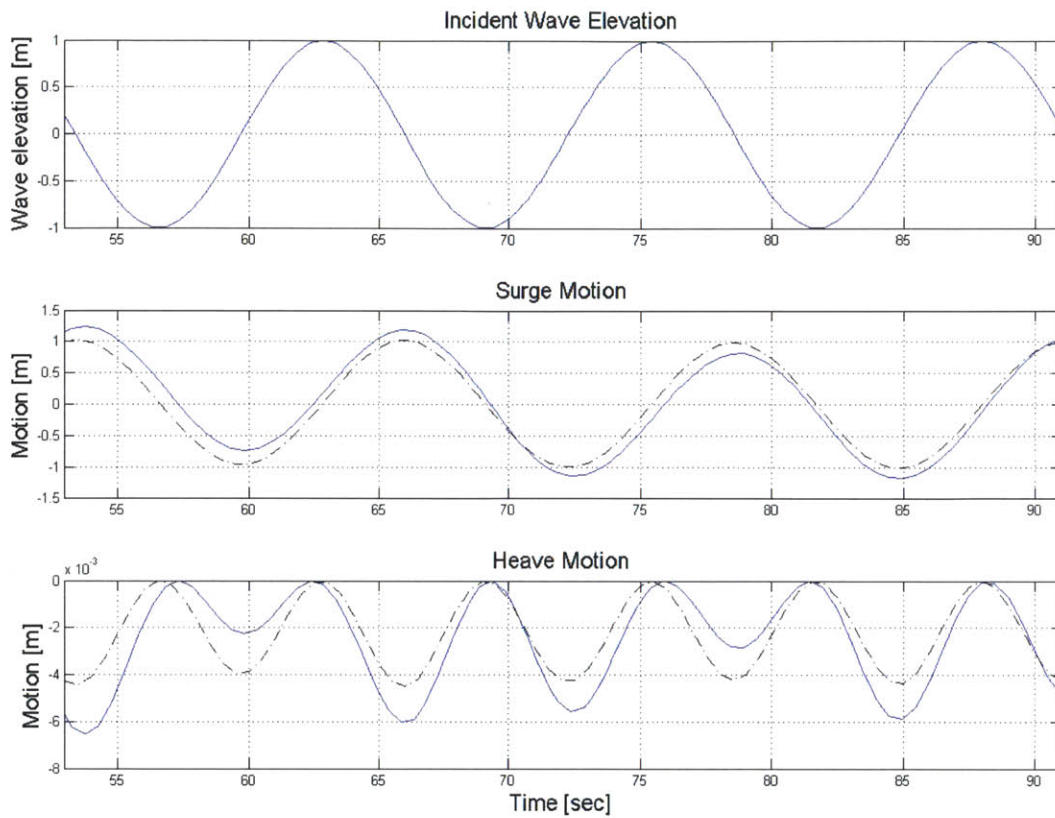 Incident Wave Elevation
Wave elevation [m]
1
0.5
0
-0.5
-1
55 60 65 70 75 80 85 90
Surge Motion
Motion [m]
1.5
1
0.5
0
-0.5
-1
-1.5
55 60 65 70 75 80 85 90
Heave Motion
x 10-3
Motion [m]
0
-2
-4
-6
-8
55 60 65 70 75 80 85 90
Time [sec]